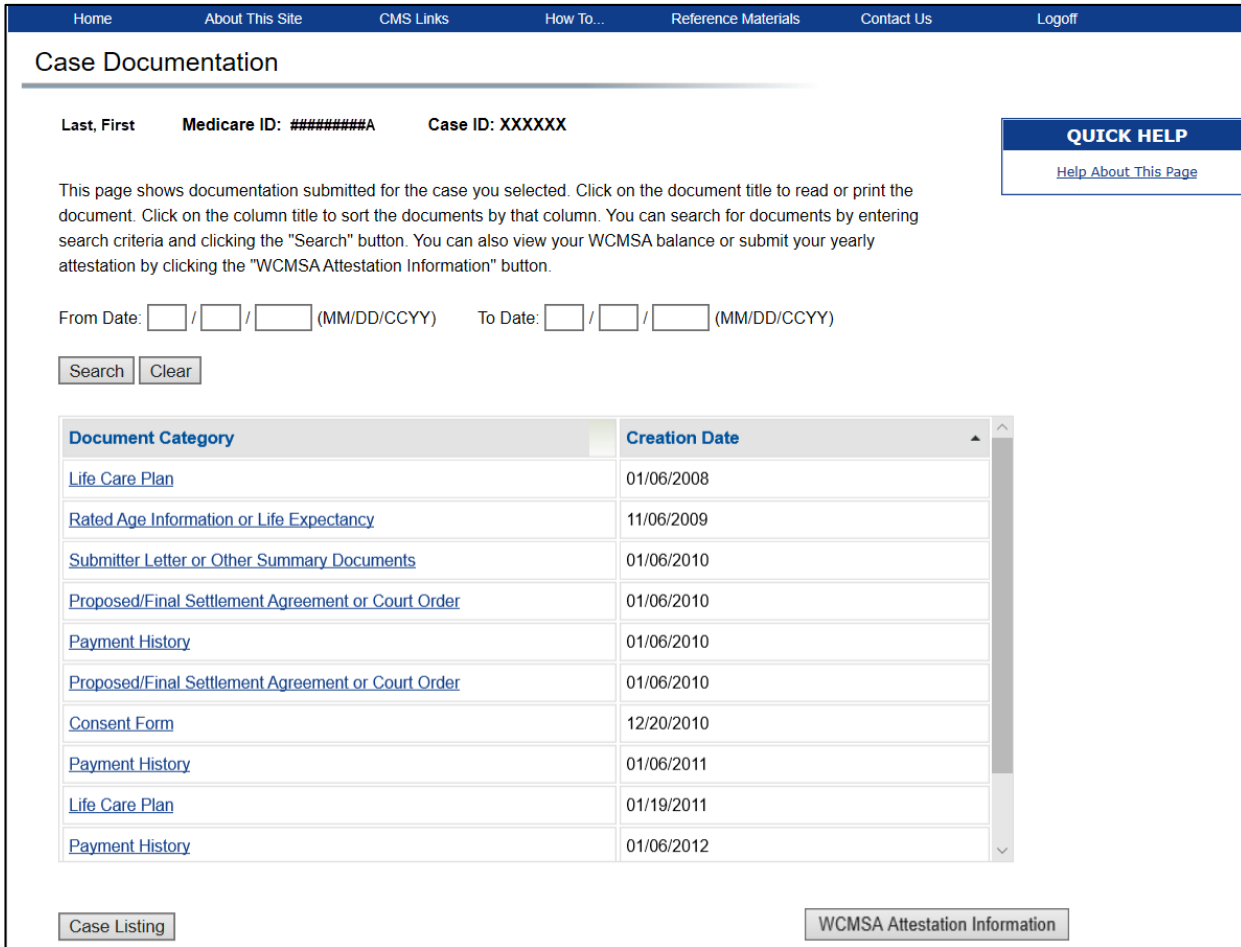 Home About This Site CMS Links How To... Reference Materials Contact Us Logoff
Case Documentation
Last, First Medicare ID: #########A Case ID: XXXXXX
QUICK HELP
Help About This Page
This page shows documentation submitted for the case you selected. Click on the document title to read or print the
document. Click on the column title to sort the documents by that column. You can search for documents by entering
search criteria and clicking the "Search" button. You can also view your WCMSA balance or submit your yearly
attestation by clicking the "WCMSA Attestation Information" button.
From Date: / / (MM/DD/CCYY) To Date: / / (MM/DD/CCYY)
Search Clear
Document Category Creation Date
Life Care Plan 01/06/2008
Rated Age Information or Life Expectancy 11/06/2009
Submitter Letter or Other Summary Documents 01/06/2010
Proposed/Final Settlement Agreement or Court Order 01/06/2010
Payment History 01/06/2010
Proposed/Final Settlement Agreement or Court Order 01/06/2010
Consent Form 12/20/2010
Payment History 01/06/2011
Life Care Plan 01/19/2011
Payment History 01/06/2012
Case Listing WCMSA Attestation Information